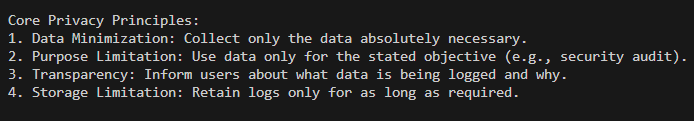 Core Privacy Principles:
1. Data Minimization: Collect only the data absolutely necessary.
2. Purpose Limitation: Use data only for the stated objective (e.g., security audit).
3. Transparency: Inform users about what data is being logged and why.
4. Storage Limitation: Retain logs only for as long as required.